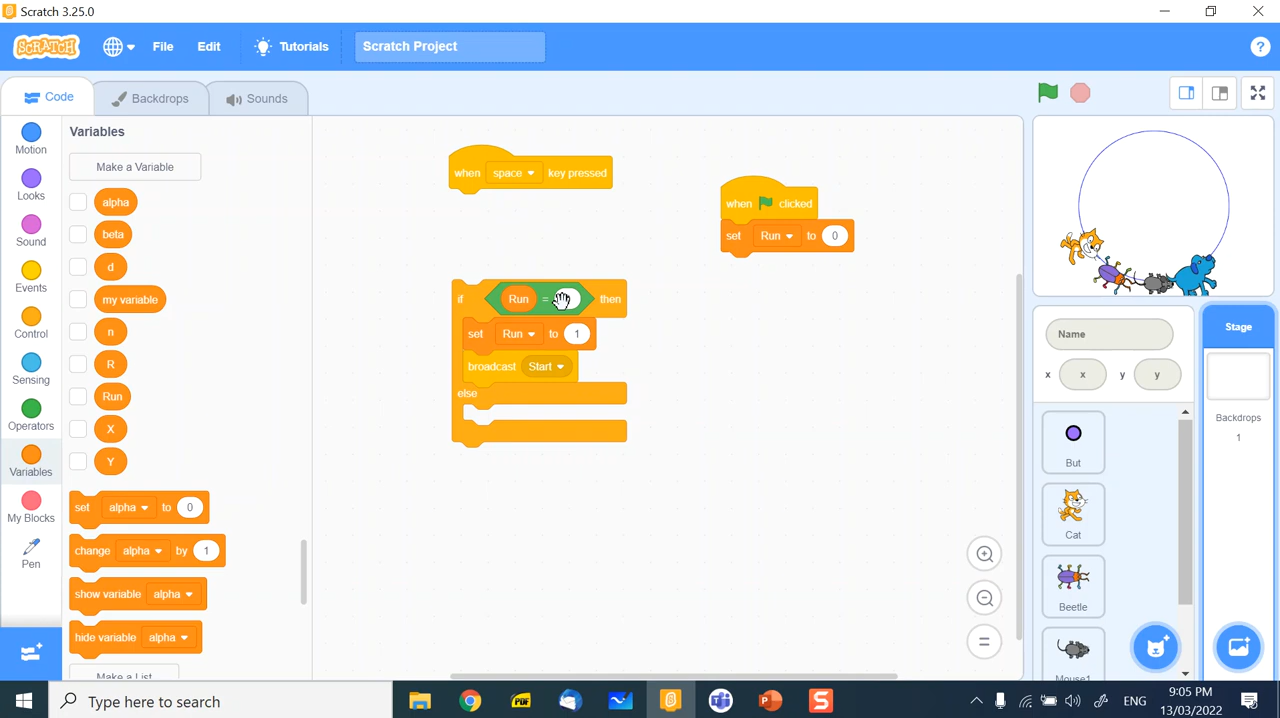 Scratch 3.25.0
SCRATCH
File
Edit
Tutorials
Scratch Project
?
Code
Backdrops
Sounds
Motion
Looks
Sound
Events
Control
Sensing
Operators
Variables
My Blocks
Pen
Variables
Make a Variable
alpha
beta
d
my variable
n
R
Run
X
Y
set alpha to 0
change alpha by 1
show variable alpha
hide variable alpha
Make a List
when space key pressed
when clicked
set Run to 0
if Run = then
set Run to 1
broadcast Start
else
Name
x x y y
But
Cat
Beetle
Mouse1
Stage
Backdrops
1
Type here to search
PDF
ENG
9:05 PM
13/03/2022